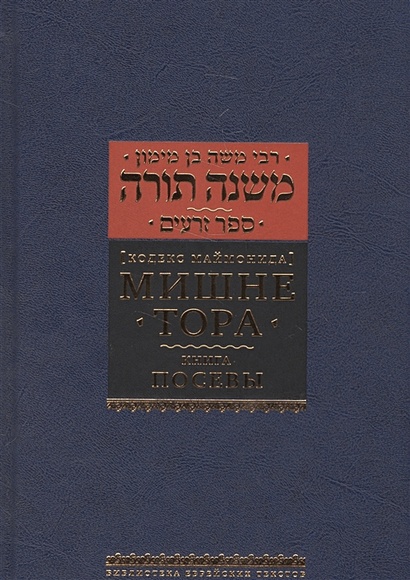 · רבי משה בן מימון ·
משנה תורה
· ספר זרעים ·
[КОДЕКС МАЙМОНИДА]
МИШНЕ
· ТОРА ·
КНИГА
ПОСЕВЫ
БИБЛИОТЕКА ЕВРЕЙСКИХ ТЕКСТОВ